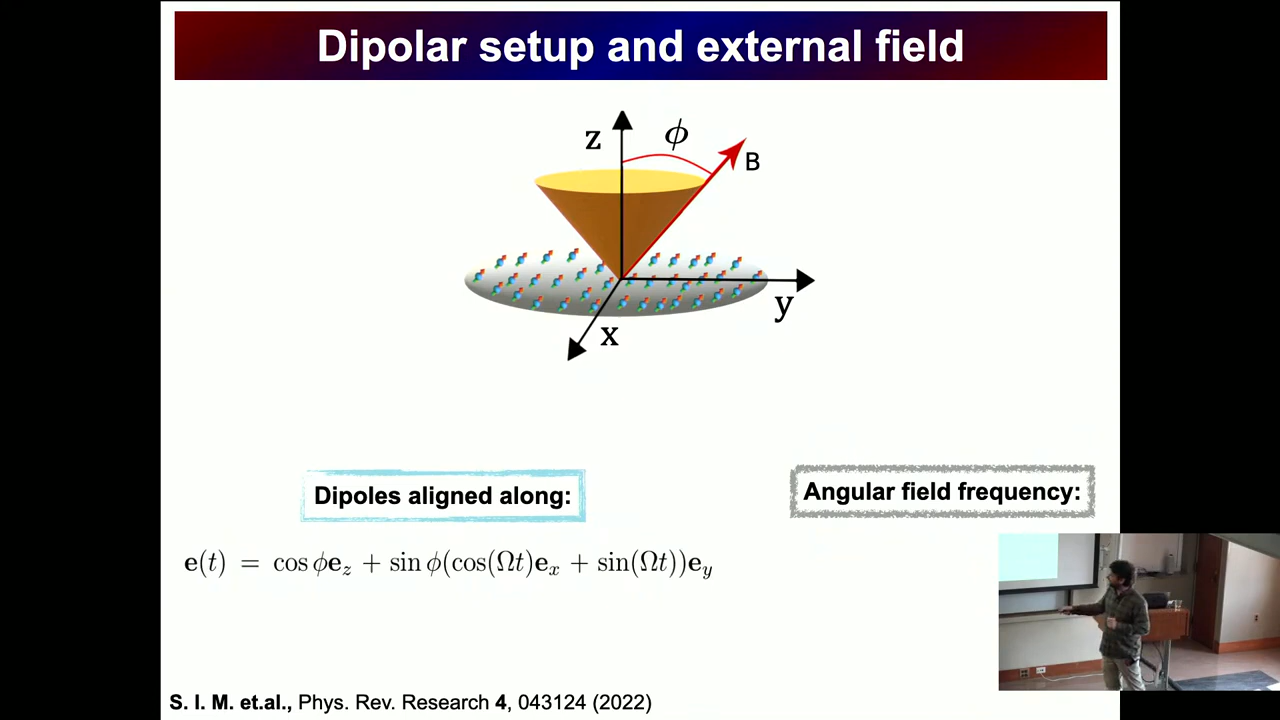 Dipolar setup and external field
z
ϕ
B
y
x
Dipoles aligned along:
Angular field frequency:
e(t) = cos ϕe_z + sin ϕ(cos(Ωt)e_x + sin(Ωt))e_y
S. I. M. et.al., Phys. Rev. Research 4, 043124 (2022)